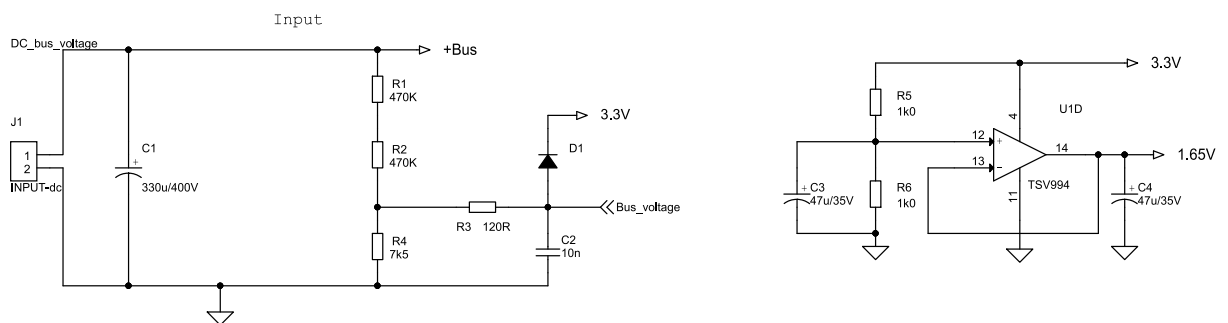 Input
DC_bus_voltage
+Bus
R1
470K
J1
1
2
INPUT-dc
C1
+
330u/400V
R2
470K
3.3V
D1
R3 120R
Bus_voltage
R4
7k5
C2
10n
3.3V
R5
1k0
U1D
4
12
+
13
−
14
1.65V
TSV994
11
+
C3
47u/35V
R6
1k0
+
C4
47u/35V